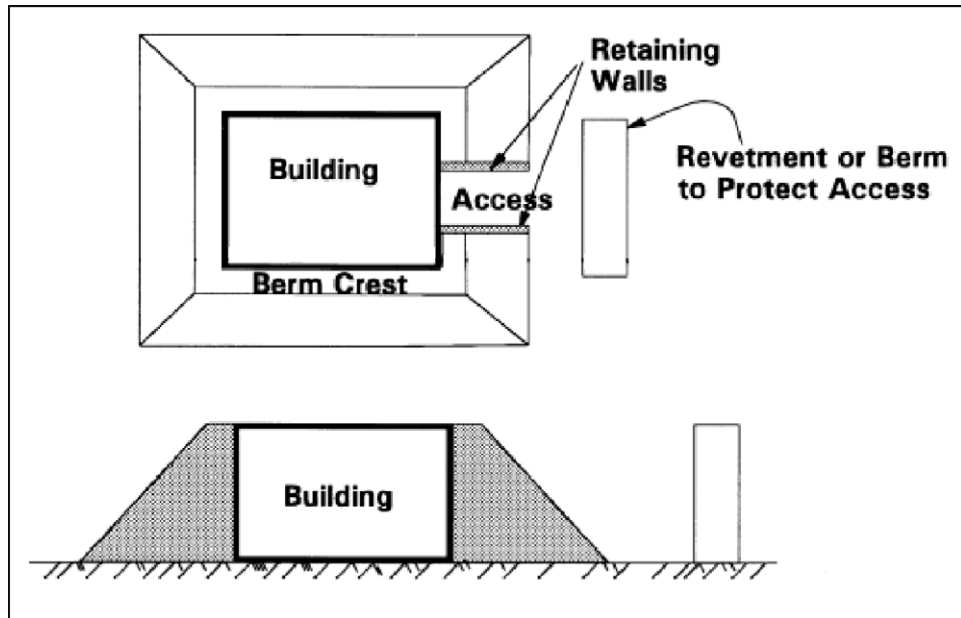 Retaining
Walls
Building
Revetment or Berm
to Protect Access
Access
Berm Crest
Building